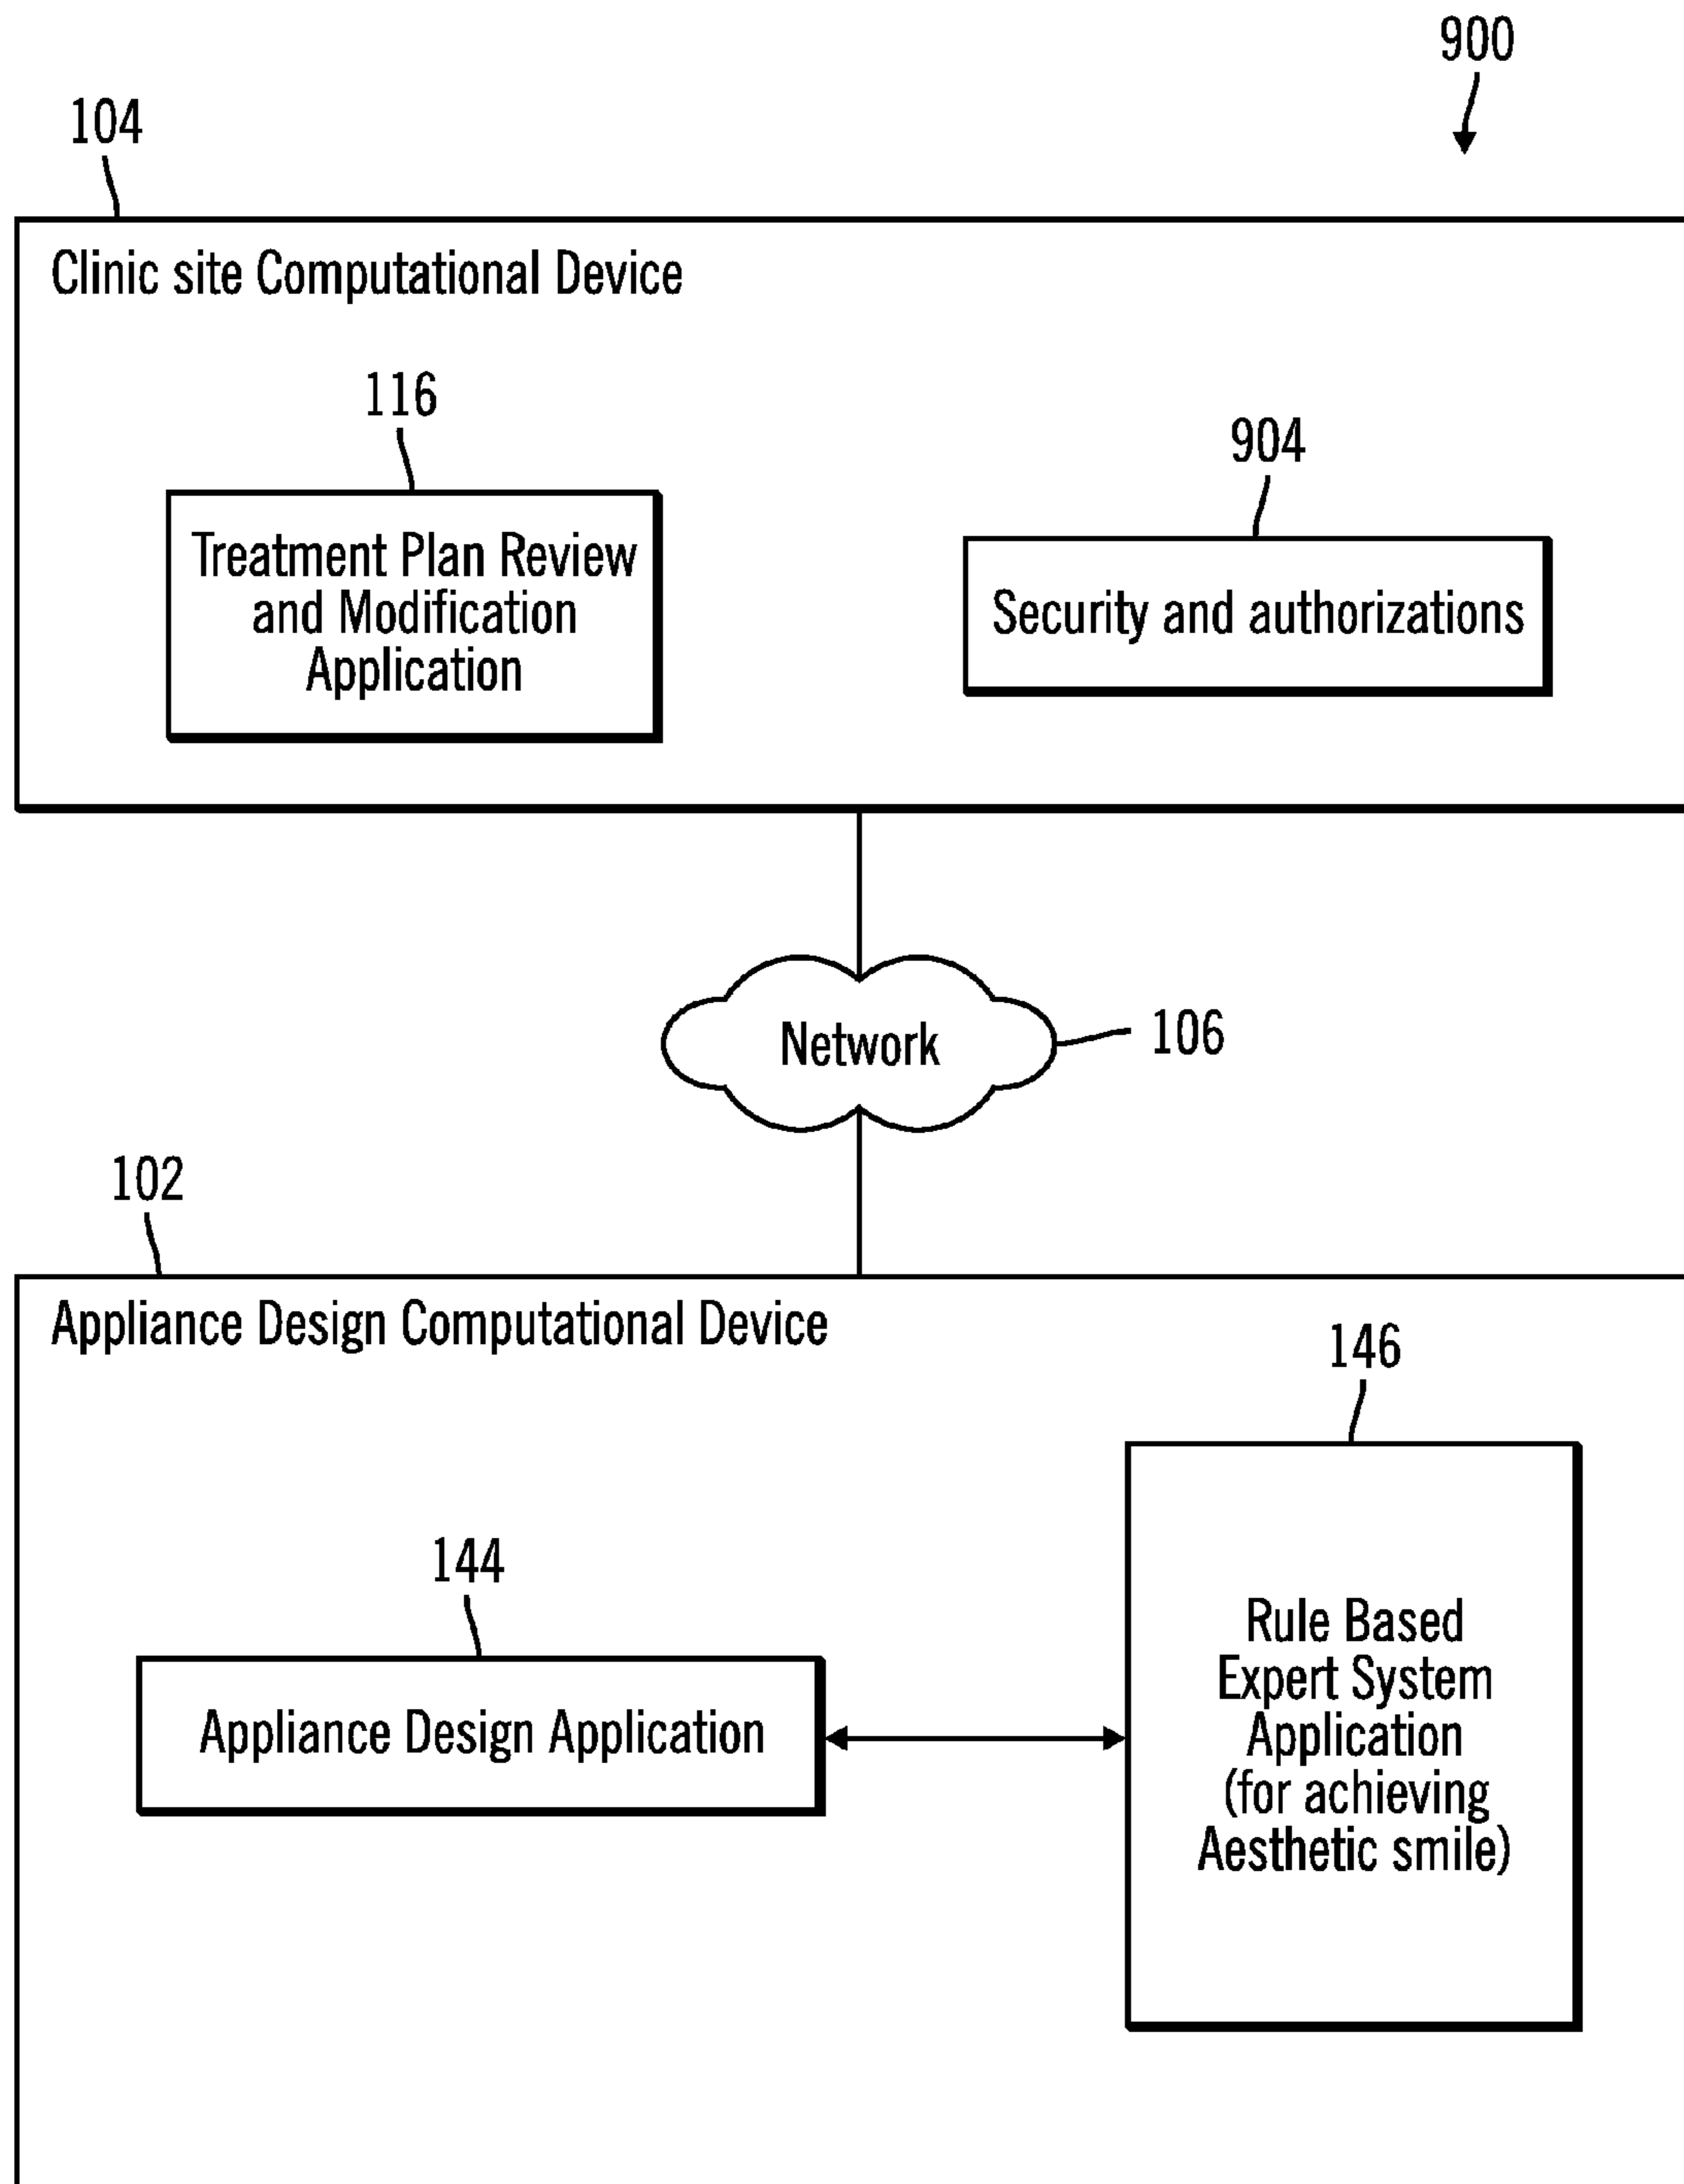 900
104
Clinic site Computational Device
116
904
Treatment Plan Review
and Modification
Application
Security and authorizations
Network
106
102
Appliance Design Computational Device
146
144
Rule Based
Expert System
Application
(for achieving
Aesthetic smile)
Appliance Design Application